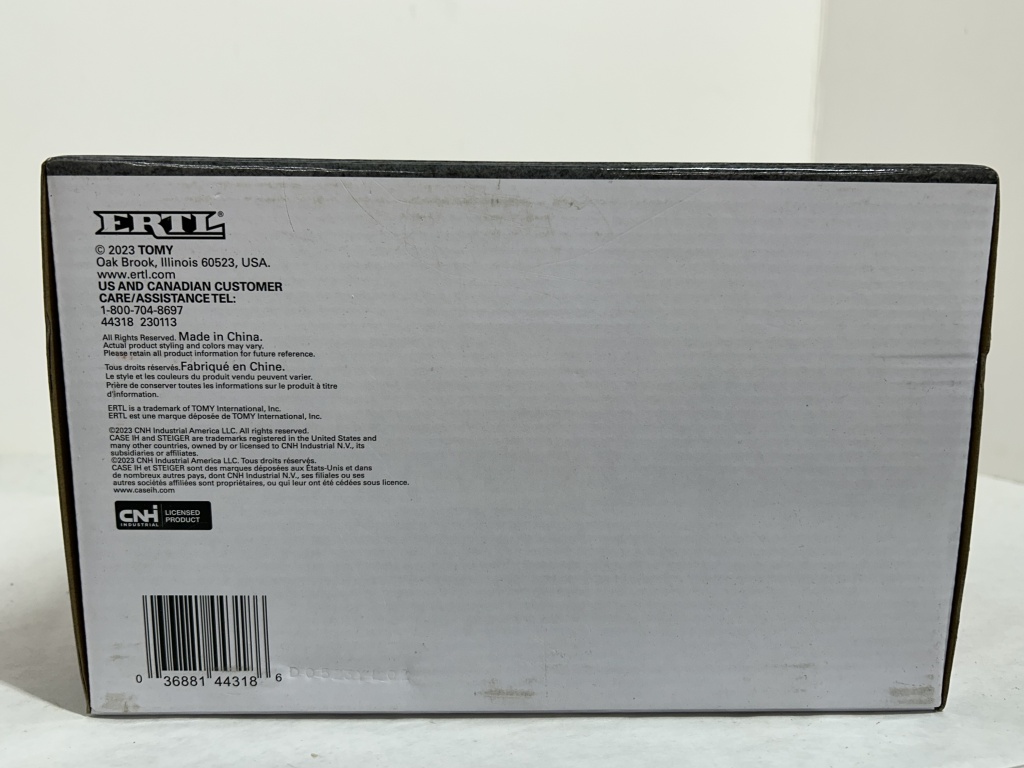 ERTL®
© 2023 TOMY
Oak Brook, Illinois 60523, USA.
www.ertl.com
US AND CANADIAN CUSTOMER
CARE/ASSISTANCE TEL:
1-800-704-8697
44318 230113
All Rights Reserved. Made in China.
Actual product styling and colors may vary.
Please retain all product information for future reference.
Tous droits réservés. Fabriqué en Chine.
Le style et les couleurs du produit vendu peuvent varier.
Prière de conserver toutes les informations sur le produit à titre
d'information.
ERTL is a trademark of TOMY International, Inc.
ERTL est une marque déposée de TOMY International, Inc.
©2023 CNH Industrial America LLC. All rights reserved.
CASE IH and STEIGER are trademarks registered in the United States and
many other countries, owned by or licensed to CNH Industrial N.V., its
subsidiaries or affiliates.
©2023 CNH Industrial America LLC. Tous droits réservés.
CASE IH et STEIGER sont des marques déposées aux États-Unis et dans
de nombreux autres pays, dont CNH Industrial N.V., ses filiales ou ses
autres sociétés affiliées sont propriétaires, ou qui leur ont été cédées sous licence.
www.caseih.com
CNH INDUSTRIAL
LICENSED
PRODUCT
0 36881 44318 6